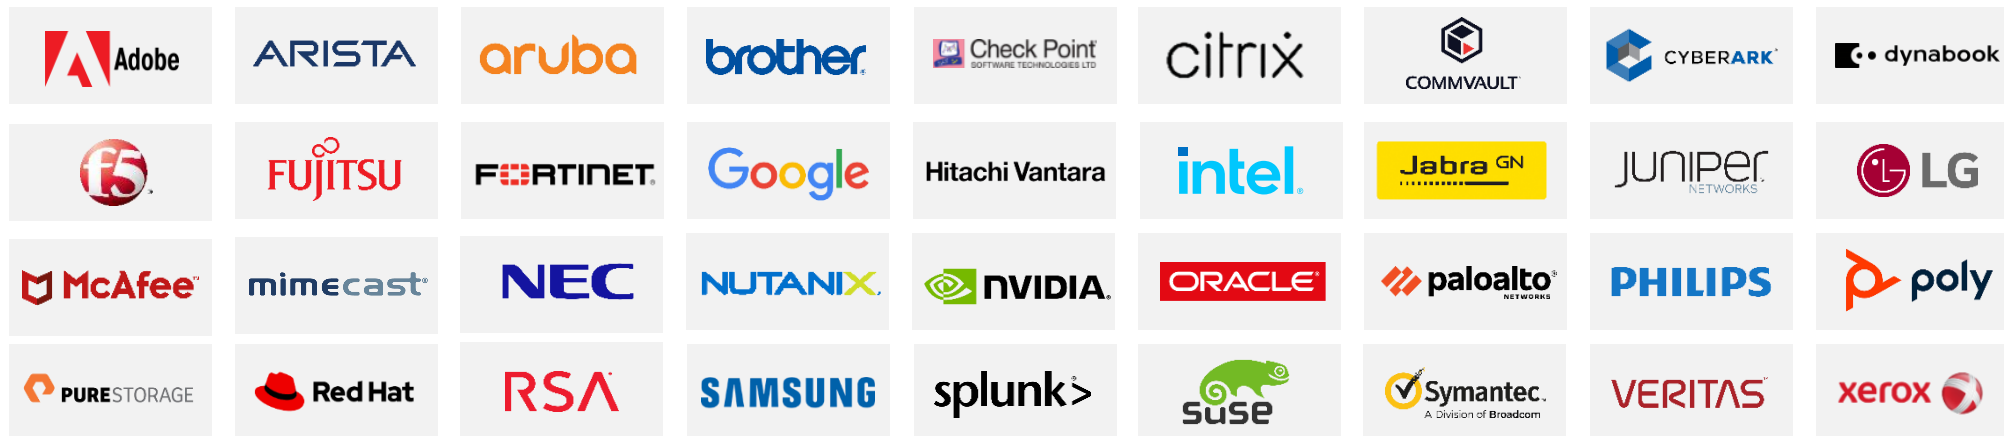 Adobe
ARISTA
aruba
brother
Check Point
SOFTWARE TECHNOLOGIES LTD
citrix
COMMVAULT
CYBERARK
dynabook
f5
FUJITSU
FORTINET
Google
Hitachi Vantara
intel
Jabra GN
JUNIPER
NETWORKS
LG
McAfee
mimecast
NEC
NUTANIX
NVIDIA
ORACLE
paloalto
NETWORKS
PHILIPS
poly
PURESTORAGE
Red Hat
RSA
SAMSUNG
splunk>
SUSE
Symantec
A Division of Broadcom
VERITAS
xerox